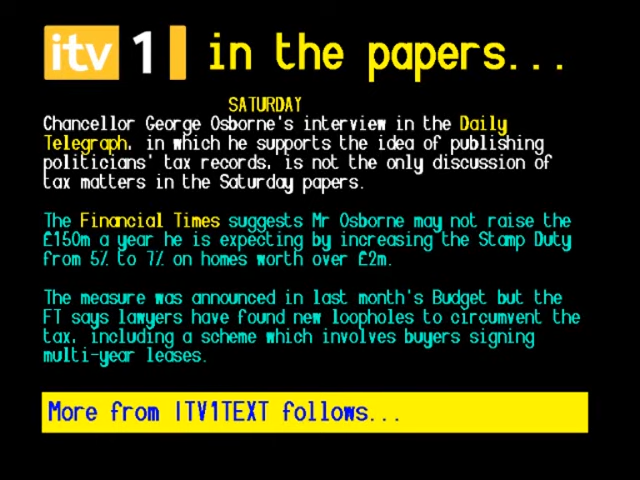 itv 1 in the papers...
SATURDAY
Chancellor George Osborne's interview in the Daily
Telegraph, in which he supports the idea of publishing
politicians' tax records, is not the only discussion of
tax matters in the Saturday papers.
The Financial Times suggests Mr Osborne may not raise the
£150m a year he is expecting by increasing the Stamp Duty
from 5% to 7% on homes worth over £2m.
The measure was announced in last month's Budget but the
FT says lawyers have found new loopholes to circumvent the
tax, including a scheme which involves buyers signing
multi-year leases.
More from ITV1TEXT follows...